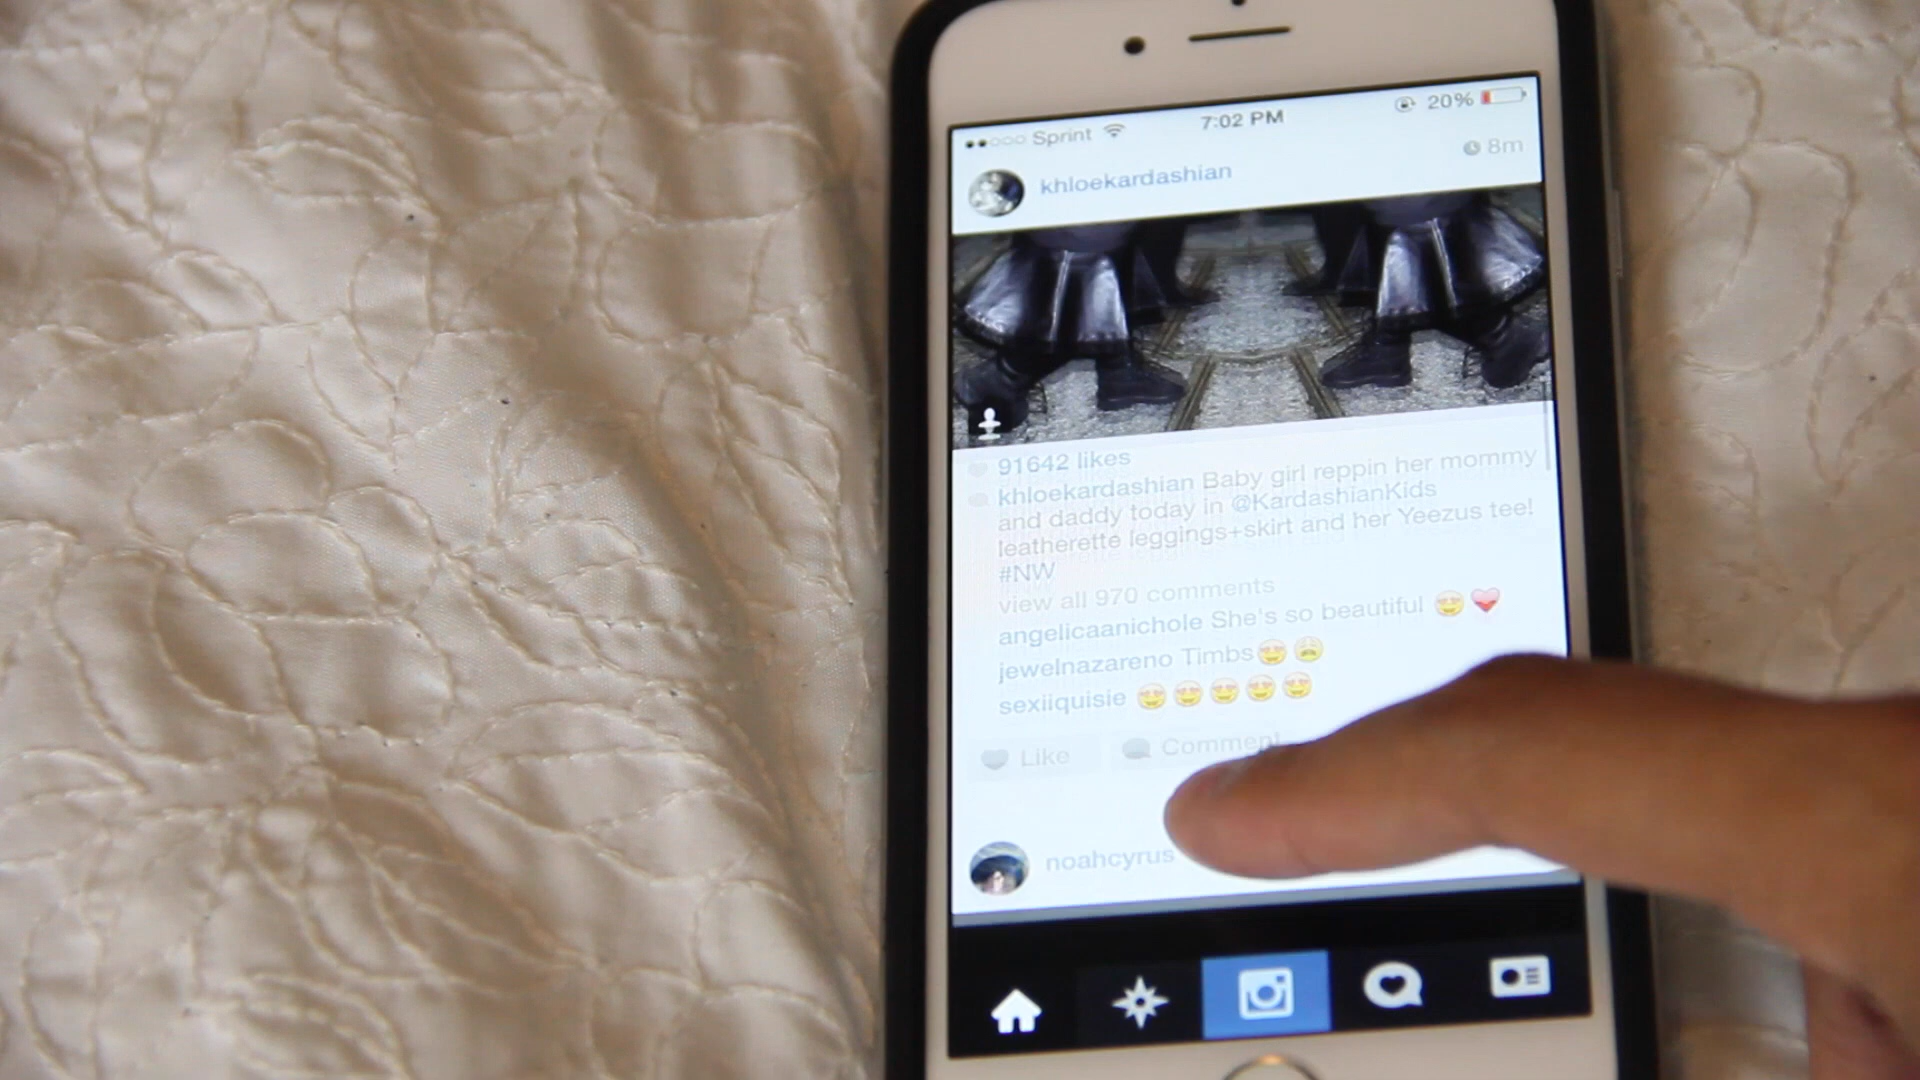 Sprint 7:02 PM 20%
khloekardashian 8m
91642 likes
khloekardashian Baby girl reppin her mommy
and daddy today in @KardashianKids
leatherette leggings+skirt and her Yeezus tee!
#NW
view all 970 comments
angelicaanichole She's so beautiful 😍❤️
jewelnazareno Timbs😍😩
sexiiquisie 😍😍😍😍😍
Like Comment
noahcyrus